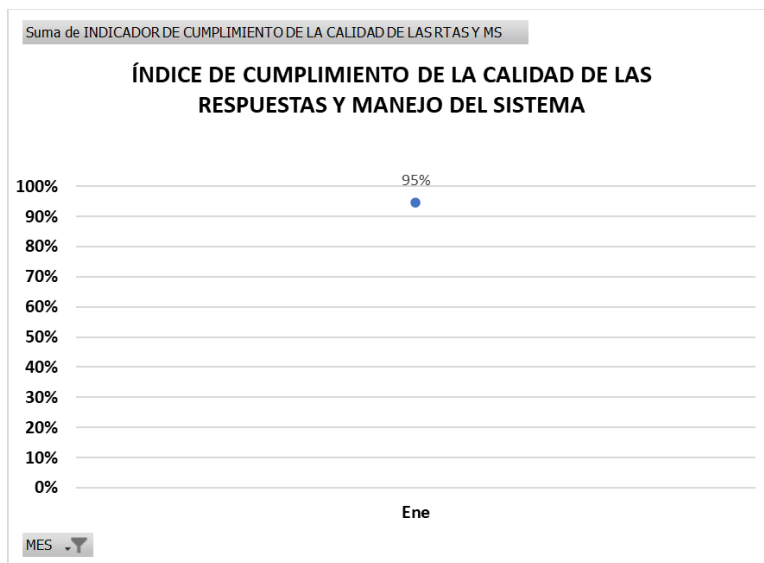 Suma de INDICADOR DE CUMPLIMIENTO DE LA CALIDAD DE LAS RTAS Y MS
ÍNDICE DE CUMPLIMIENTO DE LA CALIDAD DE LAS
RESPUESTAS Y MANEJO DEL SISTEMA
95%
100%
90%
80%
70%
60%
50%
40%
30%
20%
10%
0%
Ene
MES